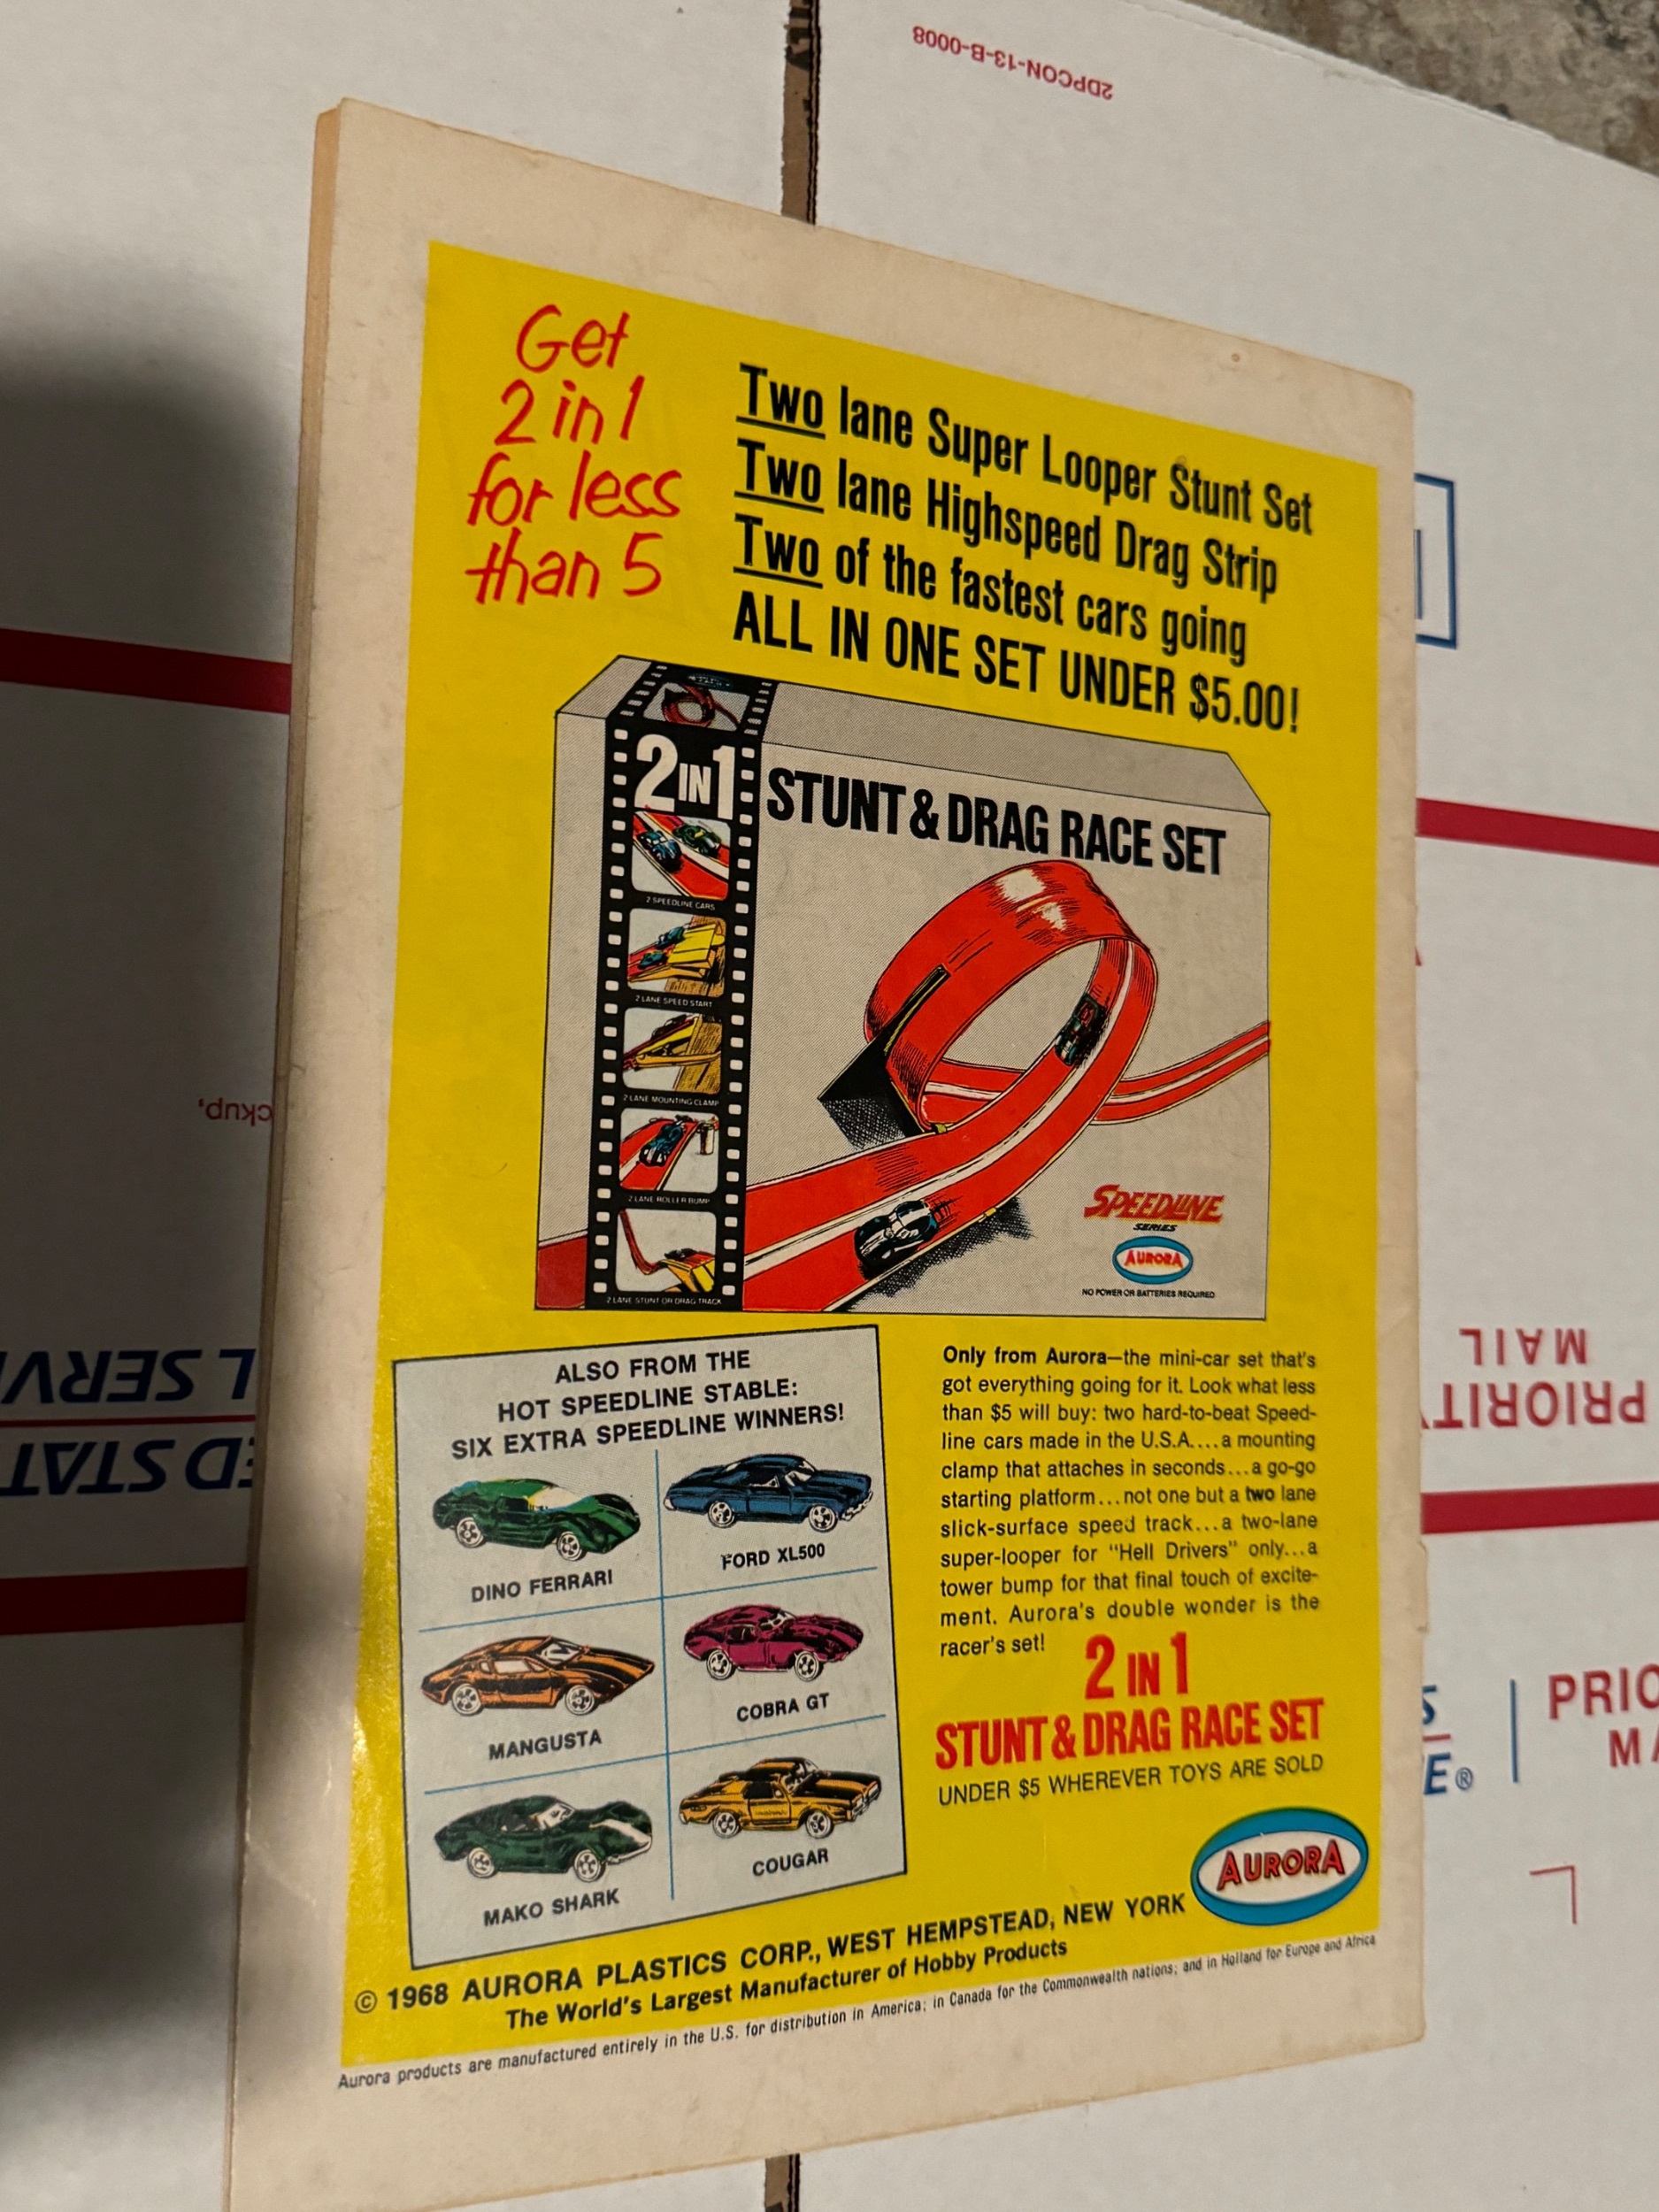 2DPCON-13-B-0008
Get
2 in 1
for less
than 5
Two lane Super Looper Stunt Set
Two lane Highspeed Drag Strip
Two of the fastest cars going
ALL IN ONE SET UNDER $5.00!
2 IN 1
STUNT & DRAG RACE SET
2 SPEEDLINE CARS
2 LANE SPEED START
2 LANE MOUNTING CLAMP
2 LANE ROLLER BUMP
2 LANE STUNT OR DRAG TRACK
SPEEDLINE
SERIES
AURORA
NO POWER OR BATTERIES REQUIRED
ALSO FROM THE
HOT SPEEDLINE STABLE:
SIX EXTRA SPEEDLINE WINNERS!
DINO FERRARI
FORD XL500
MANGUSTA
COBRA GT
MAKO SHARK
COUGAR
Only from Aurora—the mini-car set that's
got everything going for it. Look what less
than $5 will buy: two hard-to-beat Speed-
line cars made in the U.S.A....a mounting
clamp that attaches in seconds...a go-go
starting platform...not one but a two lane
slick-surface speed track...a two-lane
super-looper for "Hell Drivers" only...a
tower bump for that final touch of excite-
ment. Aurora's double wonder is the
racer's set!
2 IN 1
STUNT & DRAG RACE SET
UNDER $5 WHEREVER TOYS ARE SOLD
AURORA
© 1968 AURORA PLASTICS CORP., WEST HEMPSTEAD, NEW YORK
The World's Largest Manufacturer of Hobby Products
Aurora products are manufactured entirely in the U.S. for distribution in America; in Canada for the Commonwealth nations; and in Holland for Europe and Africa
ckup,
ED STAT
L SERV
PRIORIT
MAIL
S
E®
PRIO
MA